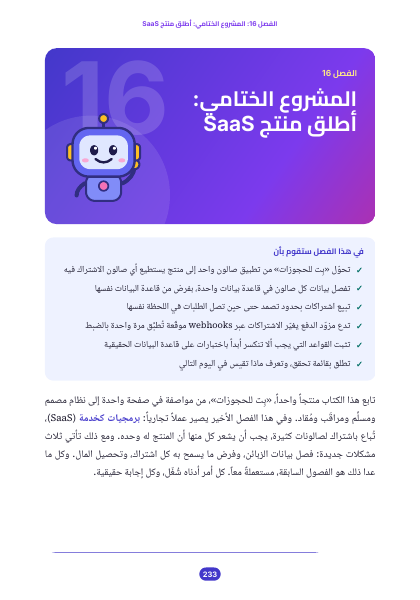 الفصل 16: المشروع الختامي: أطلق منتج SaaS
16
الفصل 16
المشروع الختامي:
أطلق منتج SaaS
في هذا الفصل ستقوم بأن
✓ تحوّل «بِت للحجوزات» من تطبيق صالون واحد إلى منتج يستطيع أي صالون الاشتراك فيه
✓ تفصل بيانات كل صالون في قاعدة بيانات واحدة، بفرض من قاعدة البيانات نفسها
✓ تبيع اشتراكات بحدود تصمد حتى حين تصل الطلبات في اللحظة نفسها
✓ تدع مزوّد الدفع يغيّر الاشتراكات عبر webhooks موقّعة تُطبَّق مرة واحدة بالضبط
✓ تثبت القواعد التي يجب ألا تنكسر أبداً باختبارات على قاعدة البيانات الحقيقية
✓ تطلق بقائمة تحقق، وتعرف ماذا تقيس في اليوم التالي
تابع هذا الكتاب منتجاً واحداً، «بِت للحجوزات»، من مواصفة في صفحة واحدة إلى نظام مصمم
ومسلَّم ومراقَب ومُقاد. وفي هذا الفصل الأخير يصير عملاً تجارياً: برمجيات كخدمة (SaaS)،
تُباع باشتراك لصالونات كثيرة، يجب أن يشعر كل منها أن المنتج له وحده. ومع ذلك تأتي ثلاث
مشكلات جديدة: فصل بيانات الزبائن، وفرض ما يسمح به كل اشتراك، وتحصيل المال. وكل ما
عدا ذلك هو الفصول السابقة، مستعملةً معاً. كل أمر أدناه شُغِّل، وكل إجابة حقيقية.
233